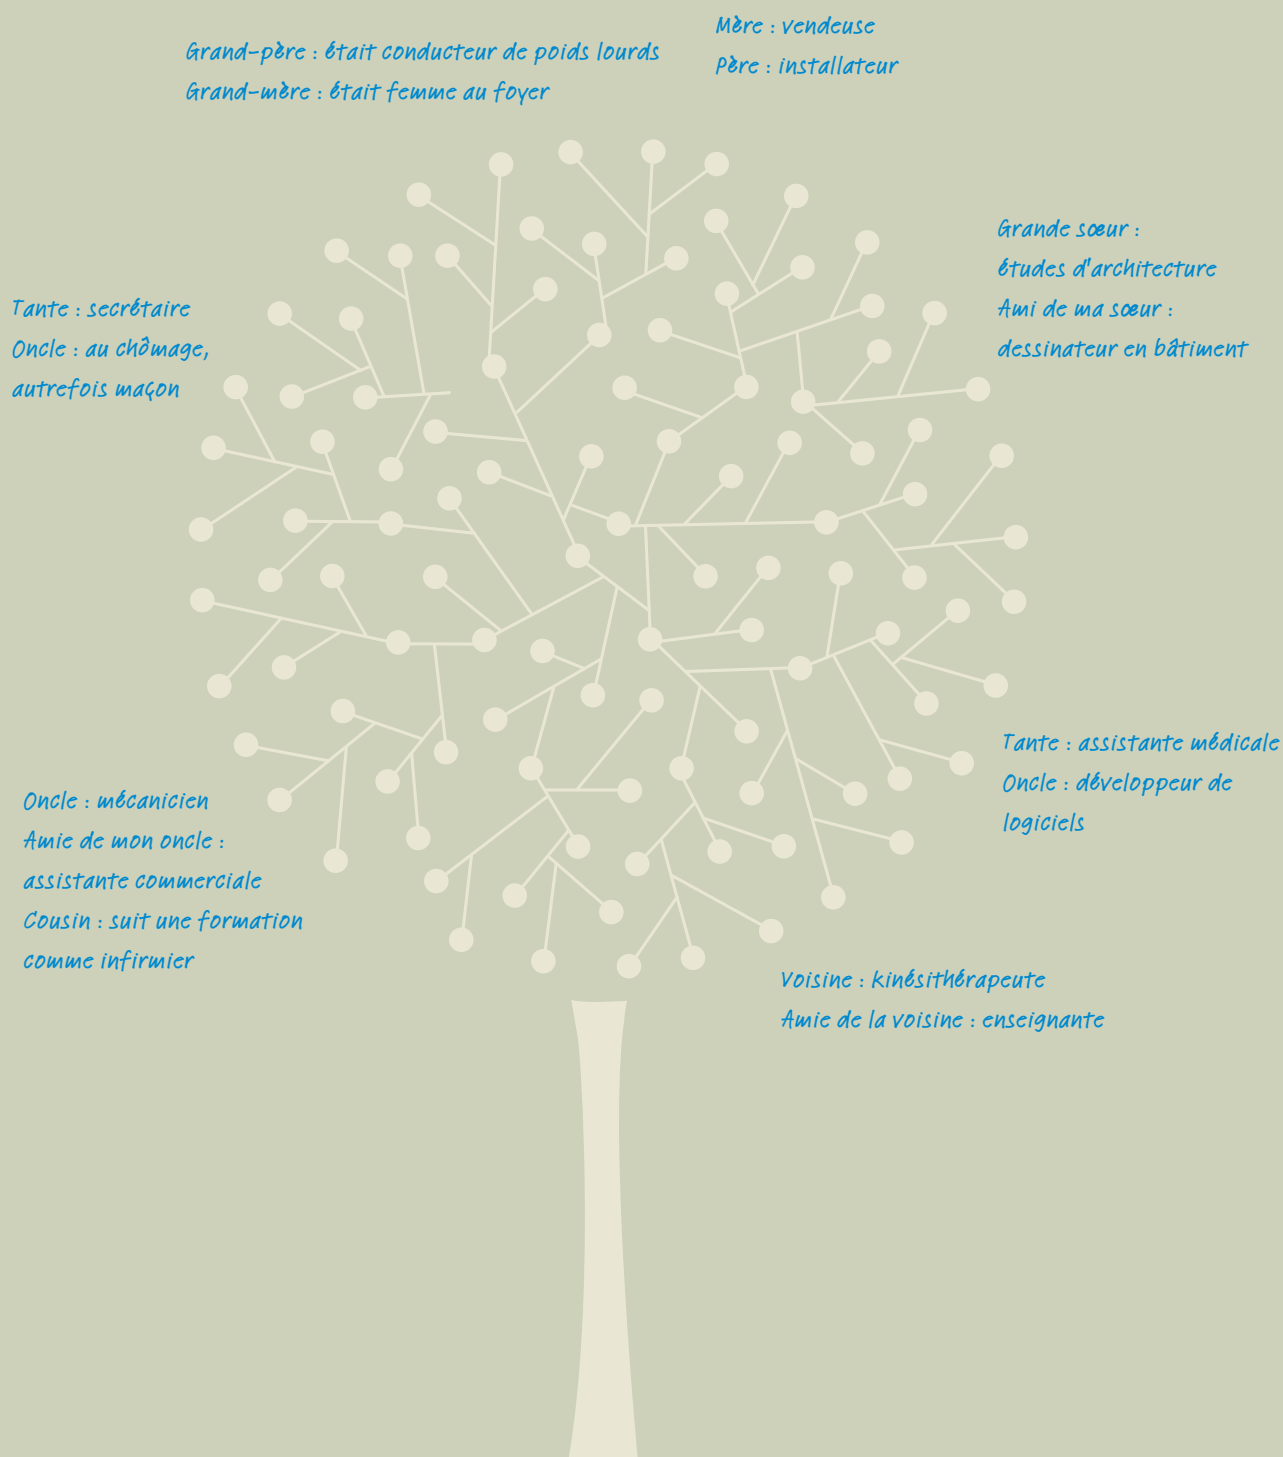 Grand-père : était conducteur de poids lourds
Grand-mère : était femme au foyer
Mère : vendeuse
Père : installateur
Grande sœur :
études d'architecture
Ami de ma sœur :
dessinateur en bâtiment
Tante : secrétaire
Oncle : au chômage,
autrefois maçon
Tante : assistante médicale
Oncle : développeur de
logiciels
Oncle : mécanicien
Amie de mon oncle :
assistante commerciale
Cousin : suit une formation
comme infirmier
Voisine : kinésithérapeute
Amie de la voisine : enseignante